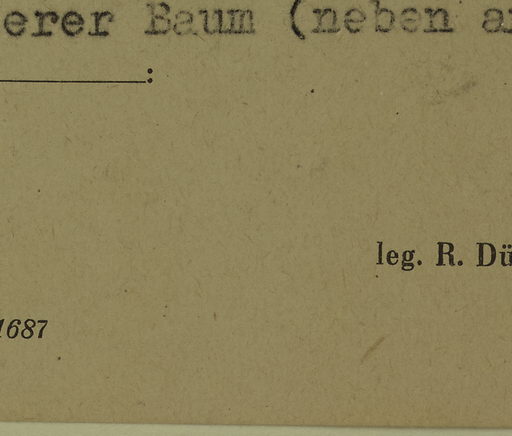 erer Baum (neben a
:
leg. R. Dü
1687